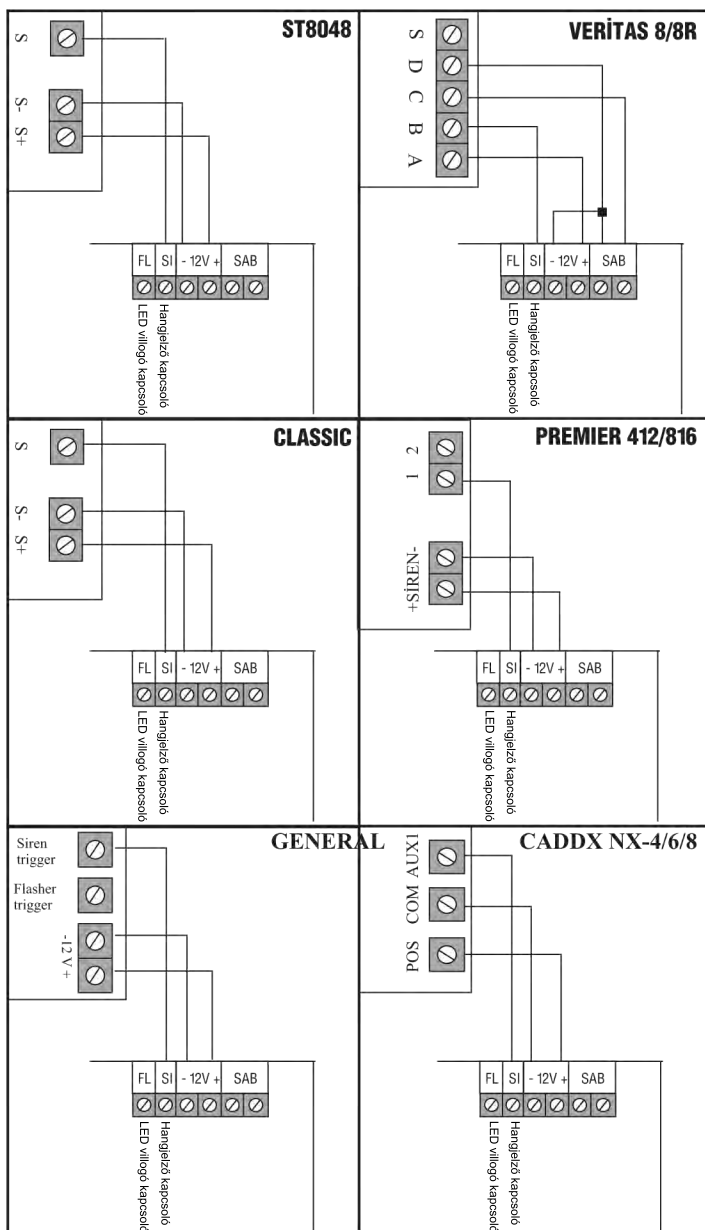 ST8048
S
S-
S+
FL SI - 12V + SAB
LED villogó kapcsoló
Hangjelző kapcsoló
VERİTAS 8/8R
S
D
C
B
A
FL SI - 12V + SAB
LED villogó kapcsoló
Hangjelző kapcsoló
CLASSIC
S
S-
S+
FL SI - 12V + SAB
LED villogó kapcsoló
Hangjelző kapcsoló
PREMIER 412/816
2
1
+SİREN-
FL SI - 12V + SAB
LED villogó kapcsoló
Hangjelző kapcsoló
GENERAL
Siren
trigger
Flasher
trigger
-12 V +
FL SI - 12V + SAB
LED villogó kapcsoló
Hangjelző kapcsoló
CADDX NX-4/6/8
AUX1
COM
POS
FL SI - 12V + SAB
LED villogó kapcsoló
Hangjelző kapcsoló